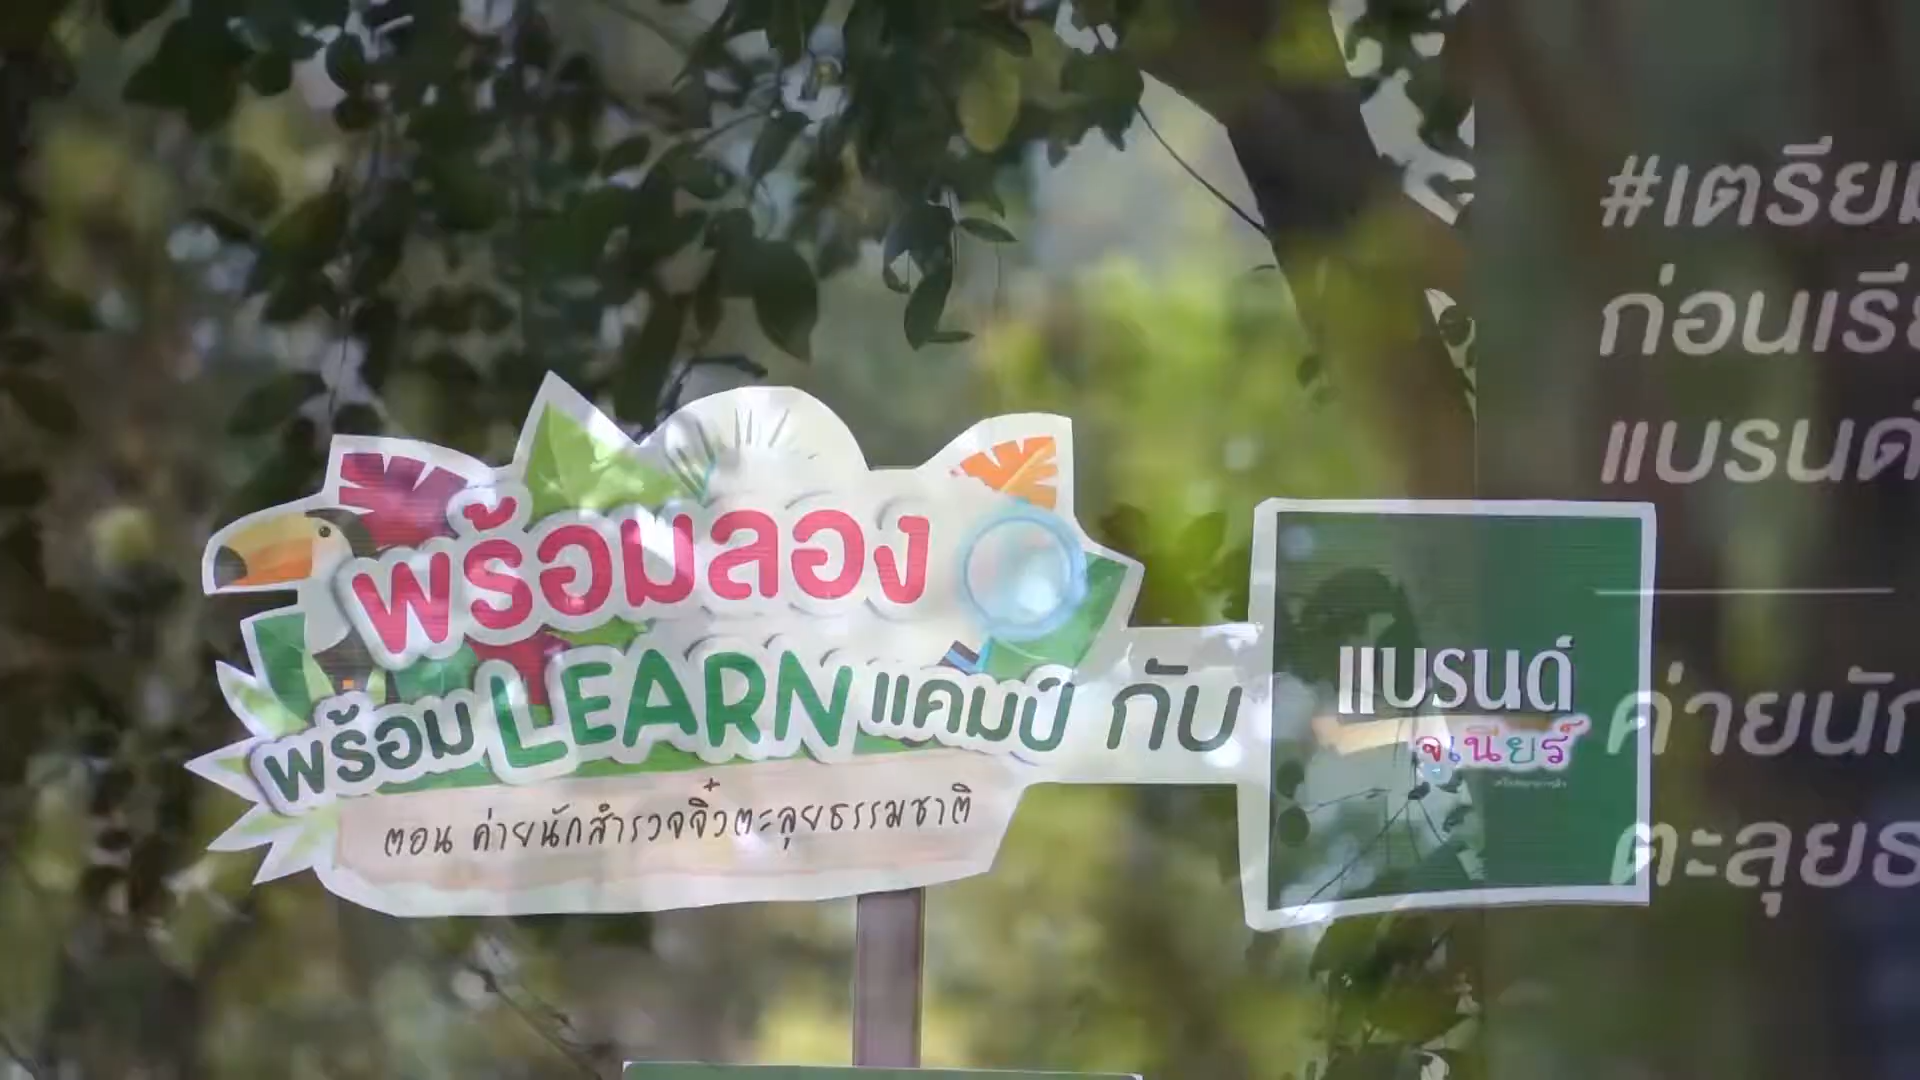 พร้อมลอง
พร้อม LEARN แคมป์ กับ
ตอน ค่ายนักสำรวจจิ๋วตะลุยธรรมชาติ
แบรนด์
จูเนียร์
#เตรียม
ก่อนเรี
แบรนด์
ค่ายนัก
ตะลุยธ